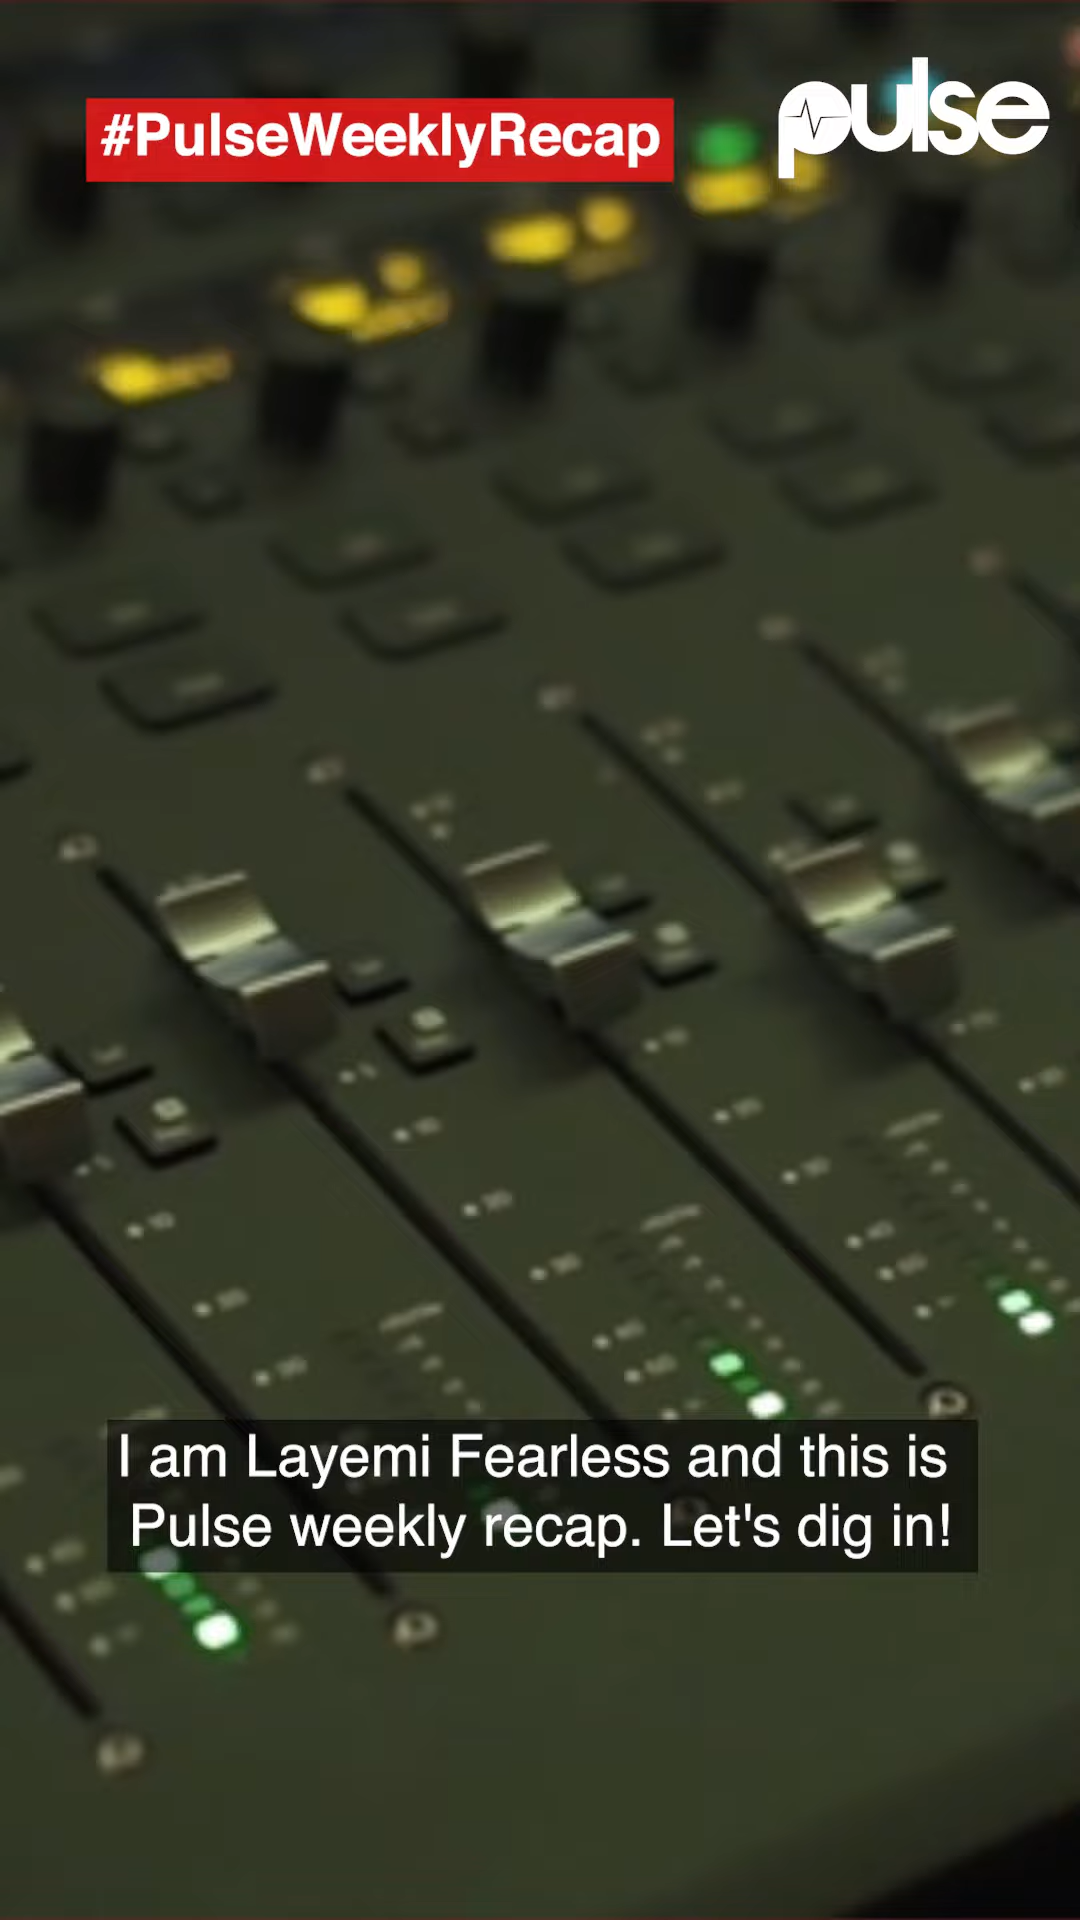 #PulseWeeklyRecap
pulse
I am Layemi Fearless and this is
Pulse weekly recap. Let's dig in!